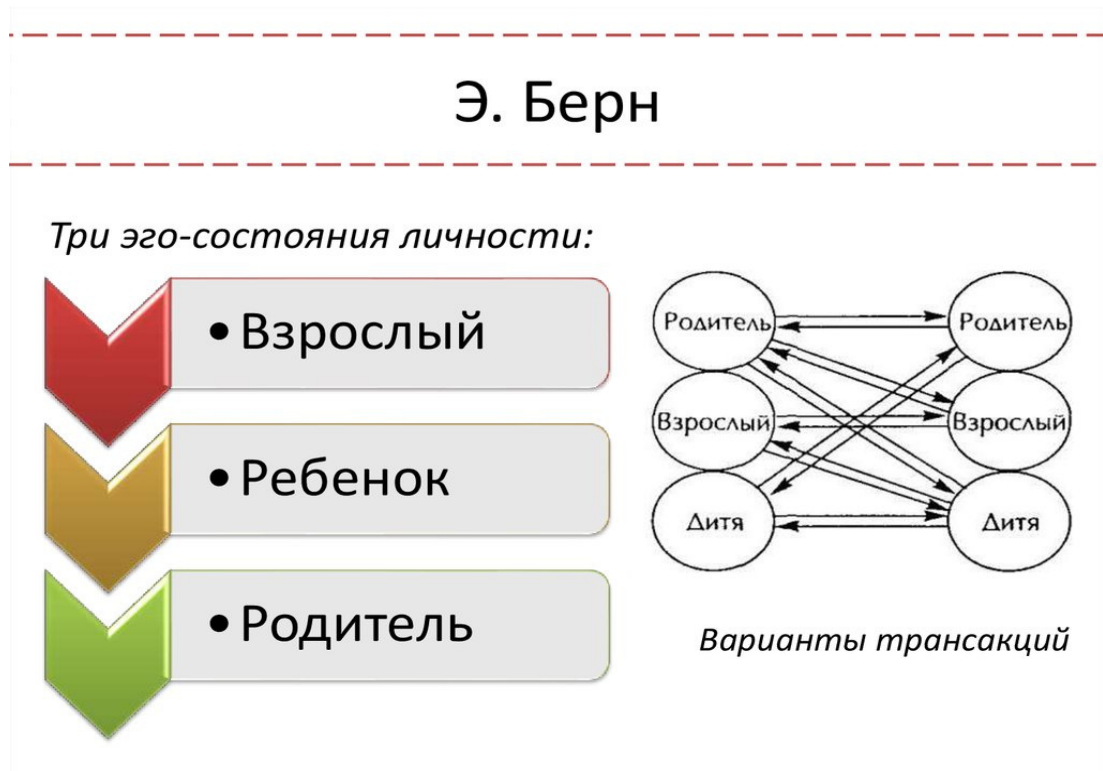 Э. Берн
Три эго-состояния личности:
• Взрослый
• Ребенок
• Родитель
Родитель Родитель
Взрослый Взрослый
Дитя Дитя
Варианты трансакций